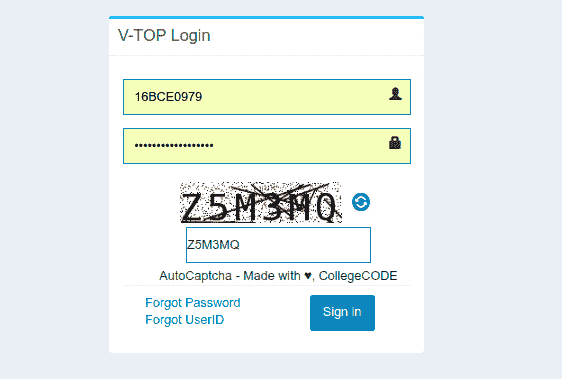 V-TOP Login
16BCE0979
••••••••••••••••••
Z5M3MQ
Z5M3MQ
AutoCaptcha - Made with ♥, CollegeCODE
Forgot Password
Forgot UserID
Sign in